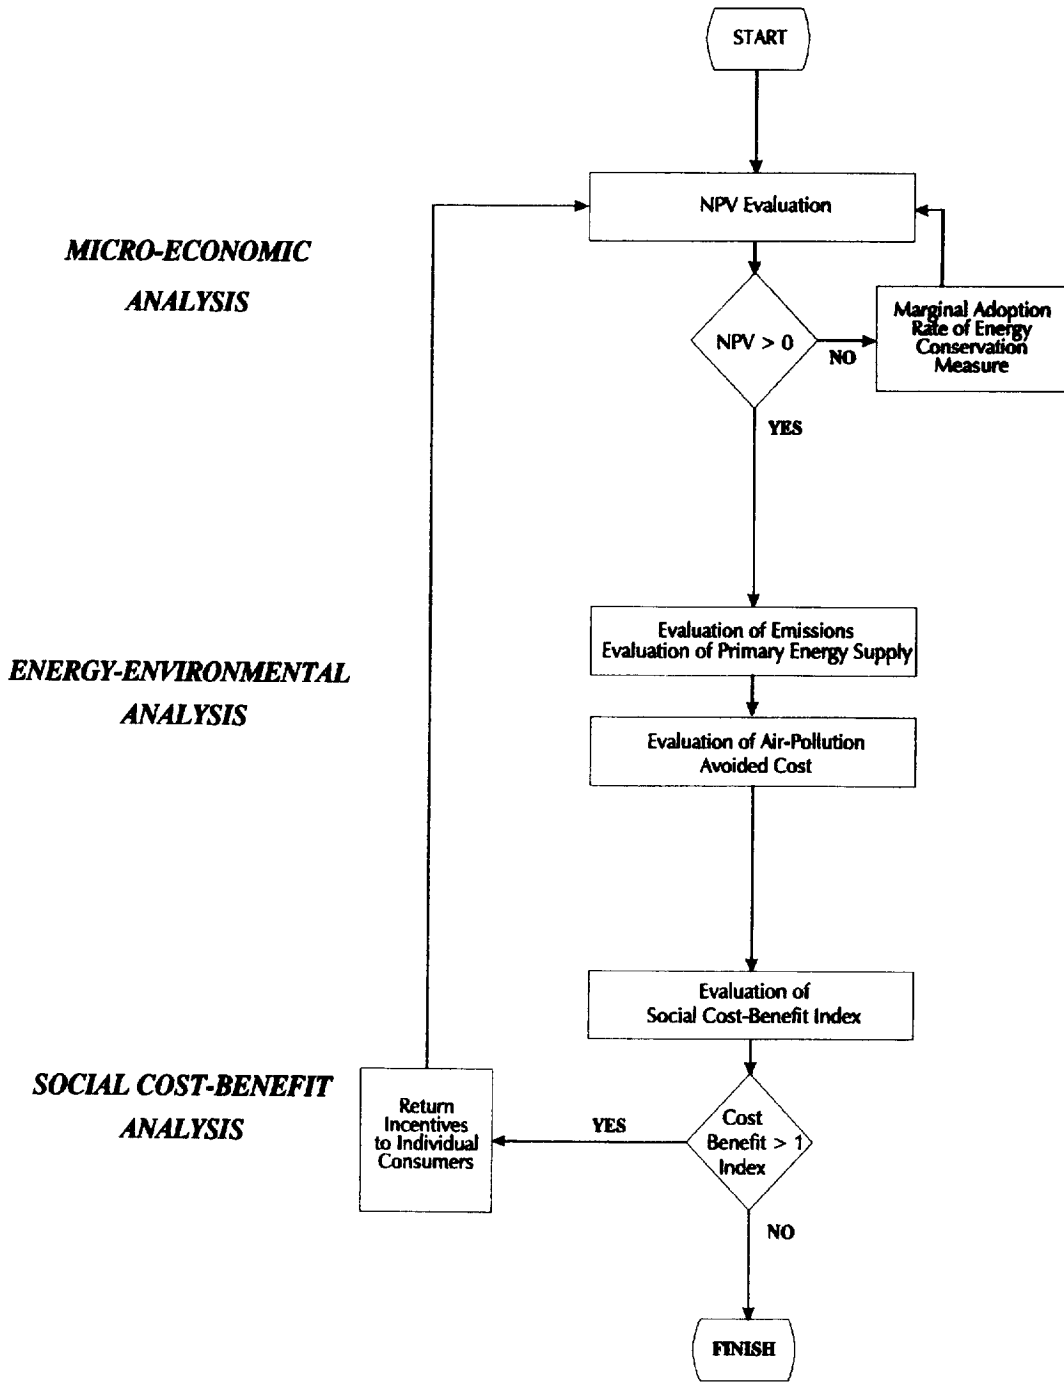 START
NPV Evaluation
MICRO-ECONOMIC
ANALYSIS
Marginal Adoption
Rate of Energy
Conservation
Measure
NPV > 0
NO
YES
Evaluation of Emissions
Evaluation of Primary Energy Supply
ENERGY-ENVIRONMENTAL
ANALYSIS
Evaluation of Air-Pollution
Avoided Cost
Evaluation of
Social Cost-Benefit Index
SOCIAL COST-BENEFIT
ANALYSIS
Return
Incentives
to Individual
Consumers
YES
Cost
Benefit > 1
Index
NO
FINISH